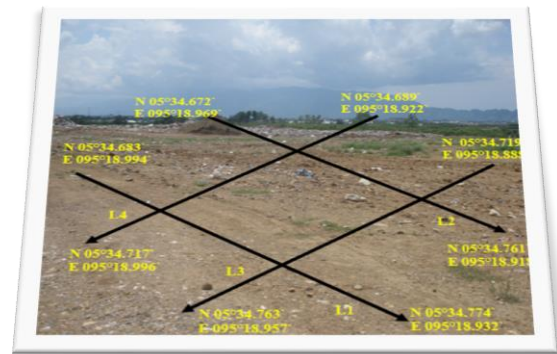 N 05°34.672`
E 095°18.969`
N 05°34.689`
E 095°18.922`
N 05°34.683`
E 095°18.994`
N 05°34.719`
E 095°18.88
L4
L2
N 05°34.717`
E 095°18.996`
N 05°34.761`
E 095°18.91
L3
L1
N 05°34.763`
E 095°18.957`
N 05°34.774`
E 095°18.932`